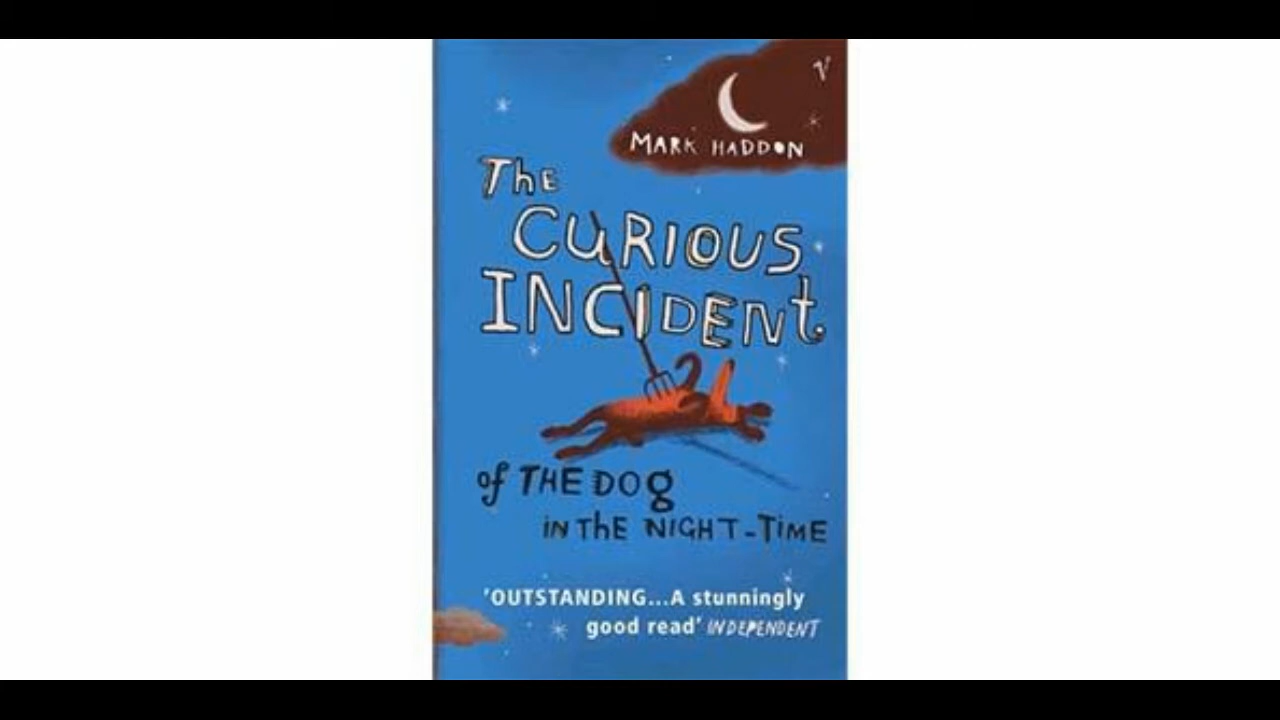 V
MARK HADDON
The
CURIOUS
INCIDENT
of THE DOg
IN ThE NIGHT-TIME
'OUTSTANDING...A stunningly
good read' INDEPENDENT